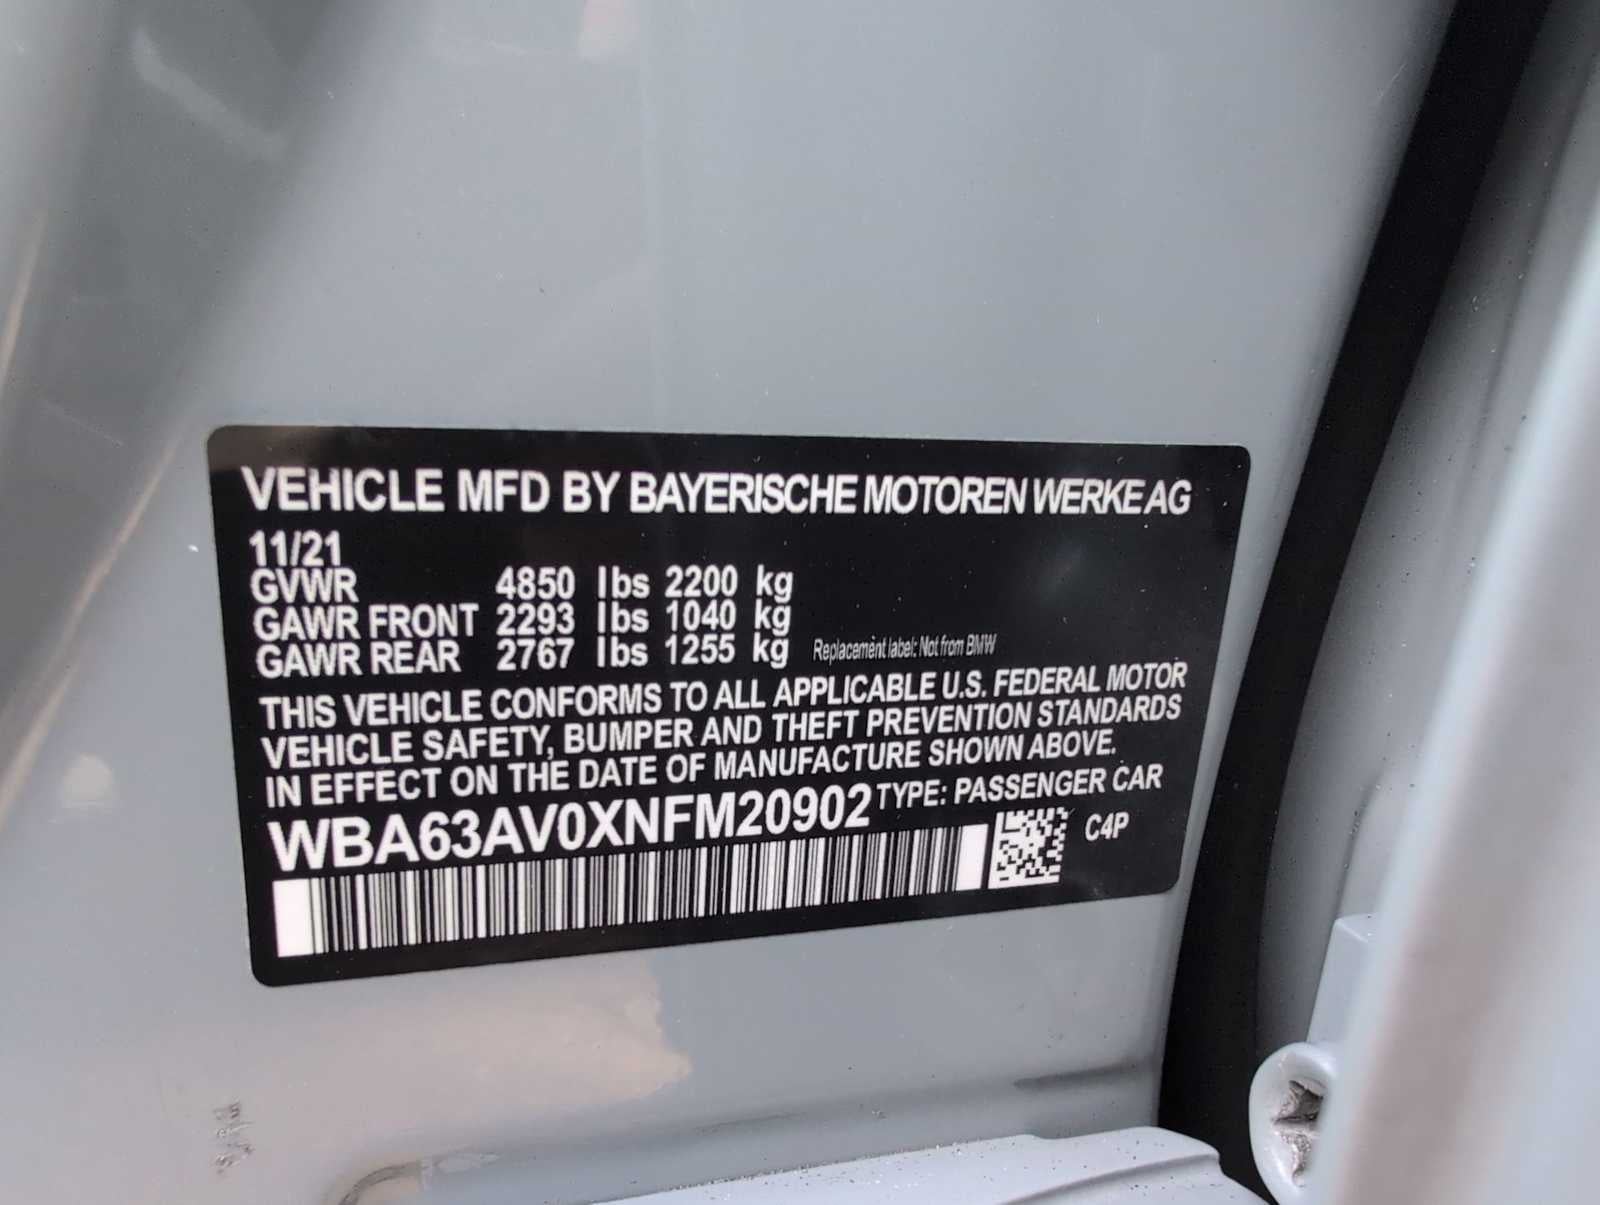 VEHICLE MFD BY BAYERISCHE MOTOREN WERKE AG
11/21
GVWR 4850 lbs 2200 kg
GAWR FRONT 2293 lbs 1040 kg
GAWR REAR 2767 lbs 1255 kg Replacement label: Not from BMW
THIS VEHICLE CONFORMS TO ALL APPLICABLE U.S. FEDERAL MOTOR
VEHICLE SAFETY, BUMPER AND THEFT PREVENTION STANDARDS
IN EFFECT ON THE DATE OF MANUFACTURE SHOWN ABOVE.
WBA63AV0XNFM20902 TYPE: PASSENGER CAR
C4P